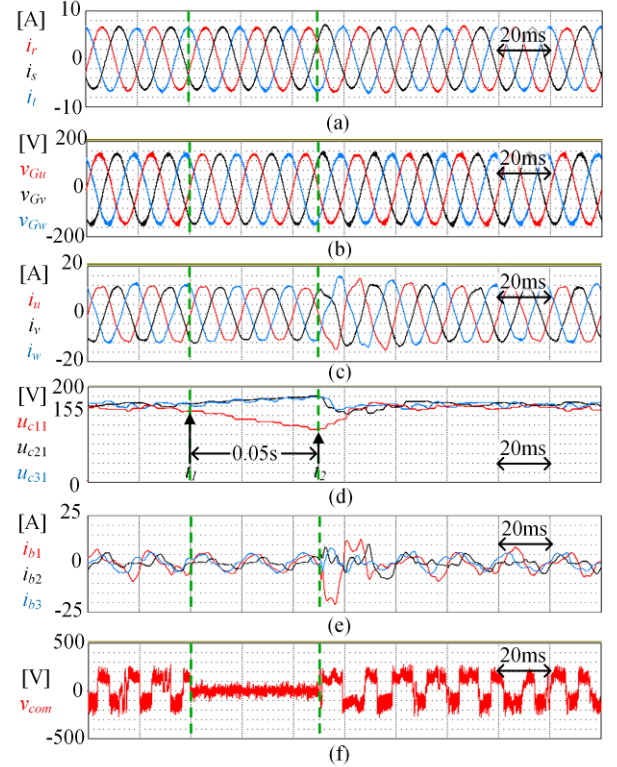 [A] 10
i_r
i_s 0
i_t
-10
20ms
(a)
[V] 200
v_Gu
v_Gv 0
v_Gw
-200
20ms
(b)
[A] 20
i_u
i_v 0
i_w
-20
20ms
(c)
[V] 200
155
u_c11
u_c21
u_c31
0.05s
t_1 t_2
20ms
(d)
[A] 25
i_b1
i_b2 0
i_b3
-25
20ms
(e)
500
[V] 0
v_com
-500
20ms
(f)